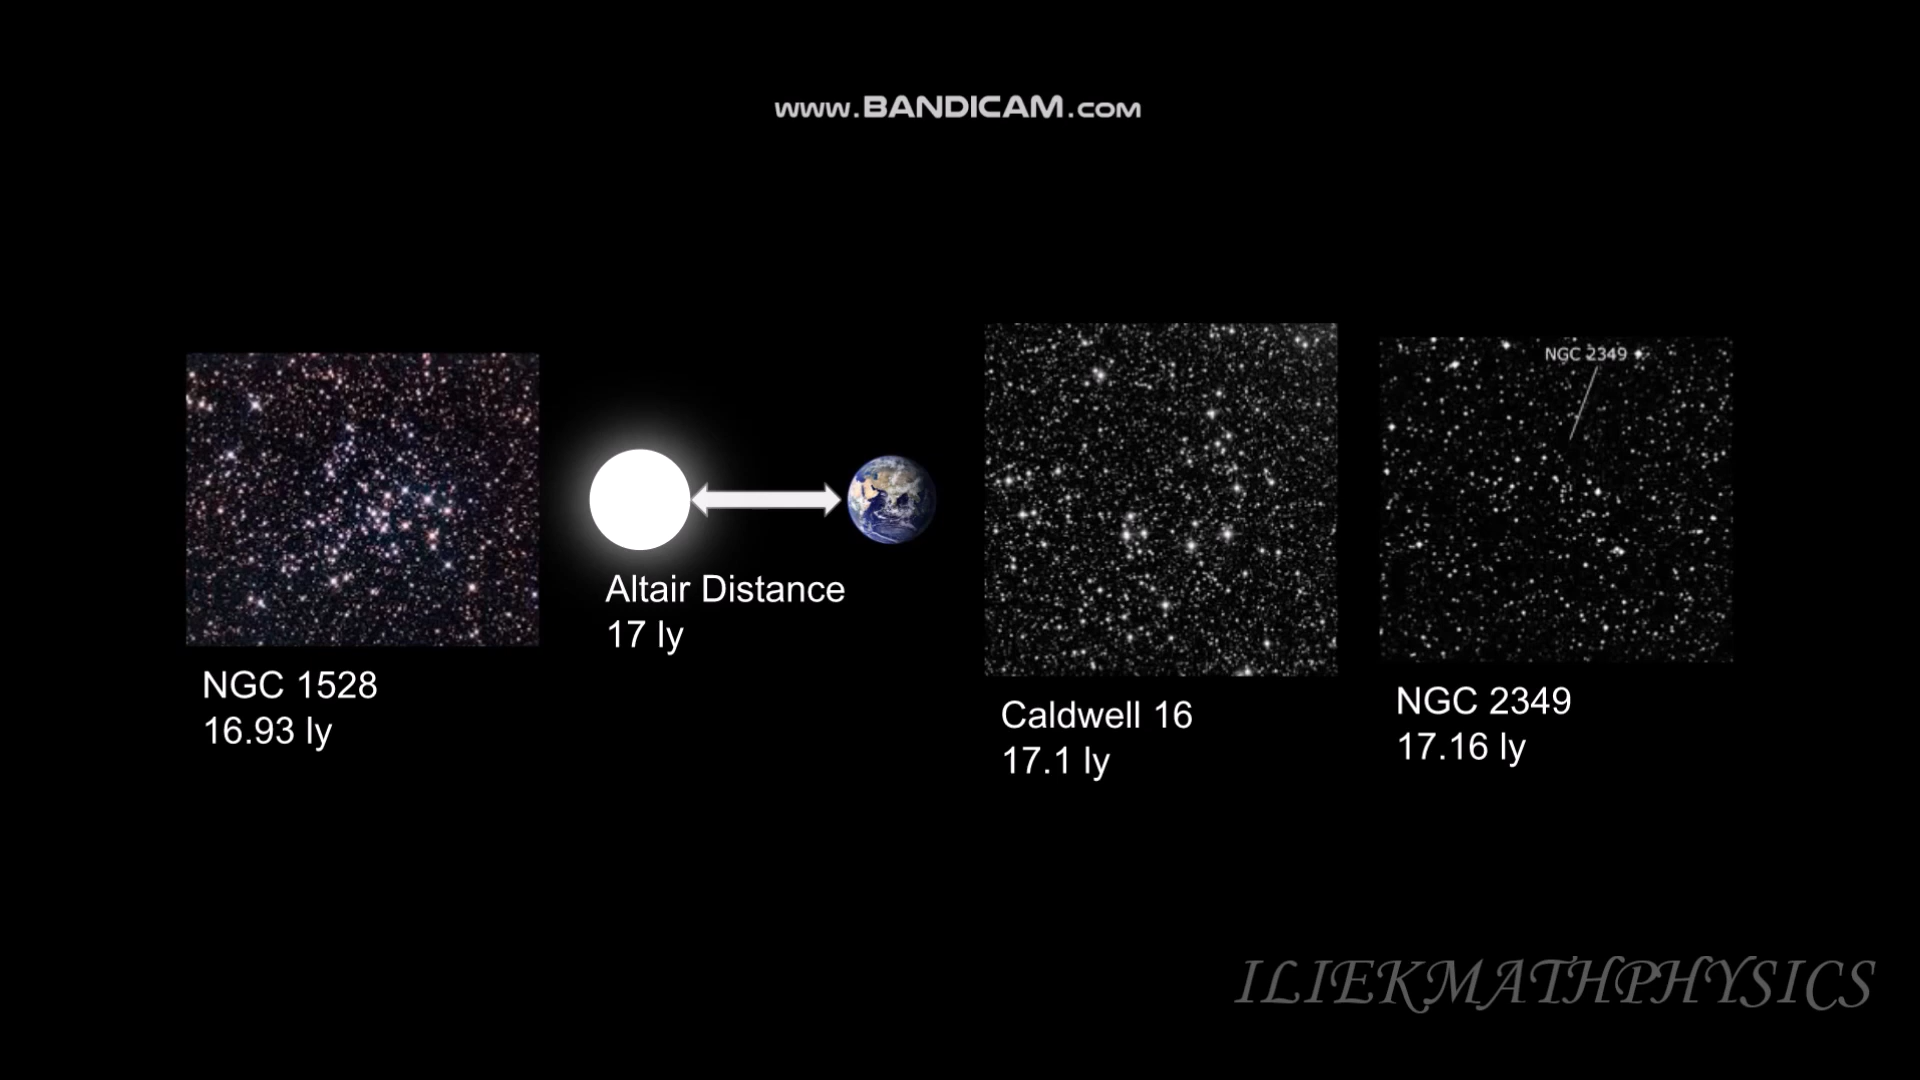 www.BANDICAM.com
NGC 2349
Altair Distance
17 ly
NGC 1528
16.93 ly
Caldwell 16
17.1 ly
NGC 2349
17.16 ly
ILIEKMATHPHYSICS